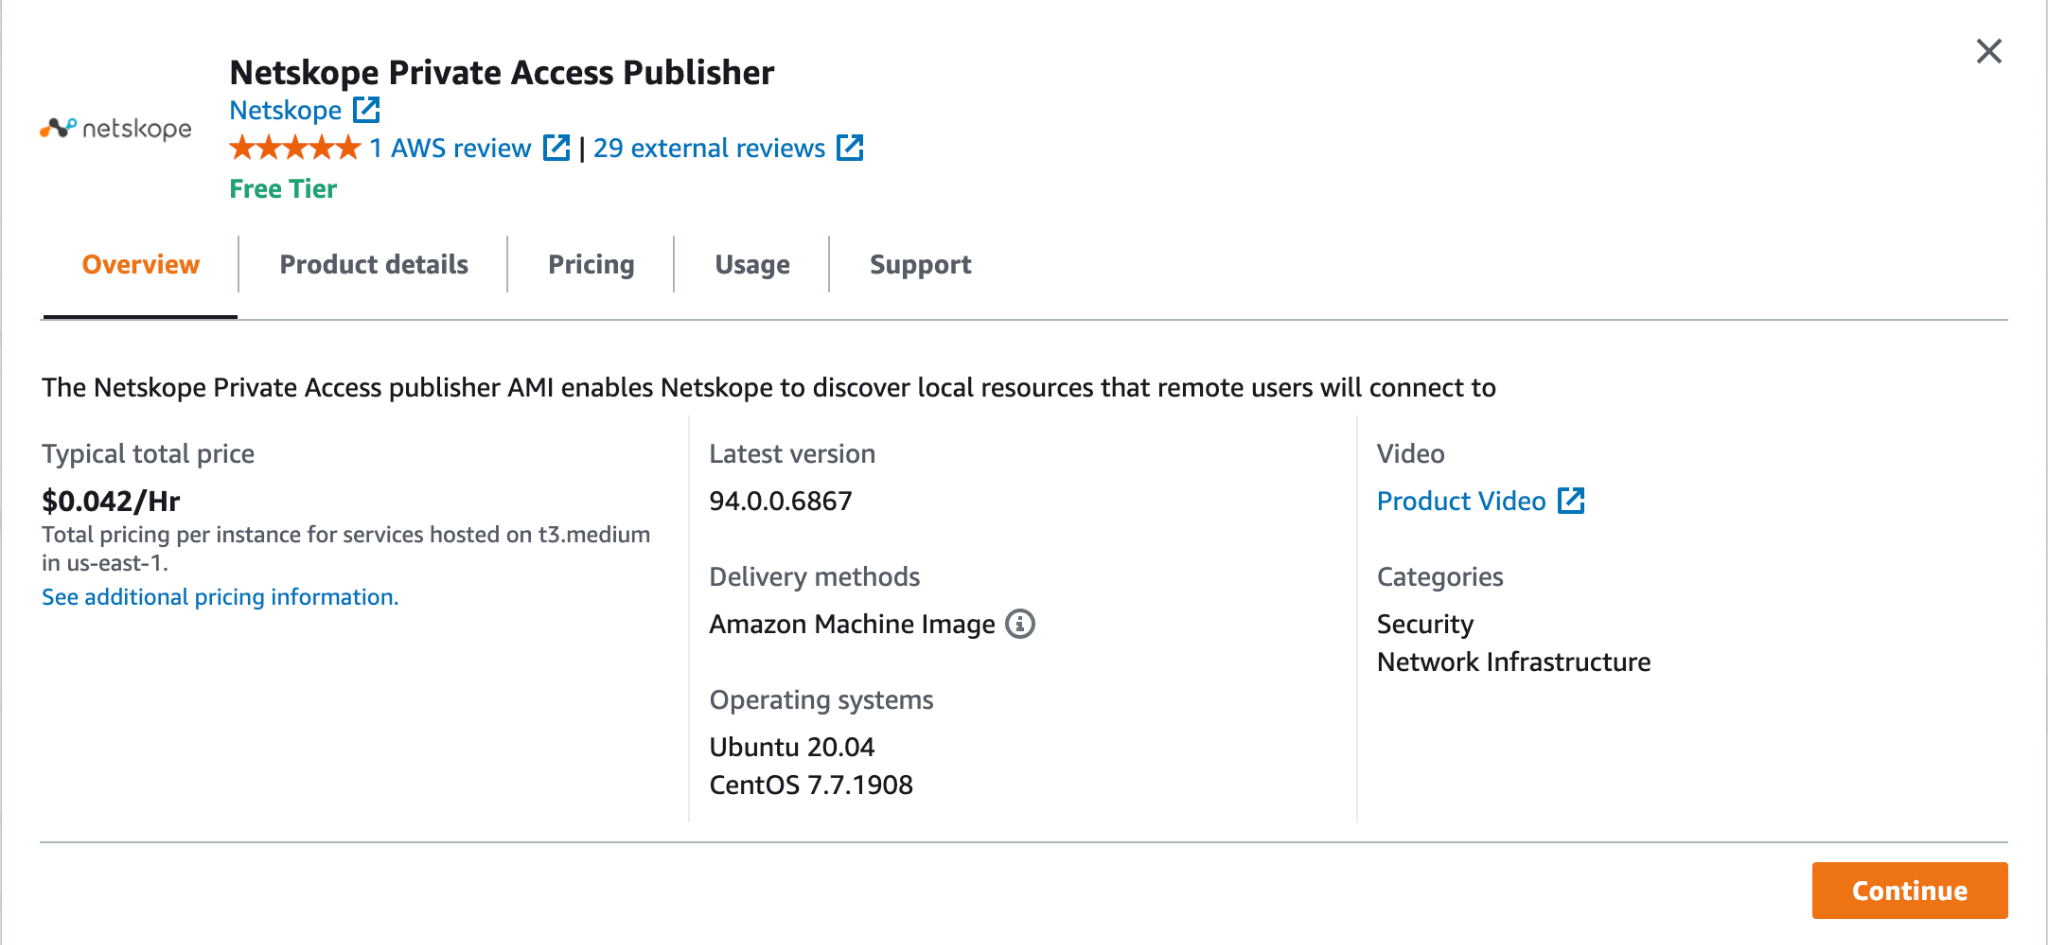 netskope
Netskope Private Access Publisher
Netskope
1 AWS review | 29 external reviews
Free Tier
Overview
Product details
Pricing
Usage
Support
The Netskope Private Access publisher AMI enables Netskope to discover local resources that remote users will connect to
Typical total price
$0.042/Hr
Total pricing per instance for services hosted on t3.medium
in us-east-1.
See additional pricing information.
Latest version
94.0.0.6867
Delivery methods
Amazon Machine Image
Operating systems
Ubuntu 20.04
CentOS 7.7.1908
Video
Product Video
Categories
Security
Network Infrastructure
Continue